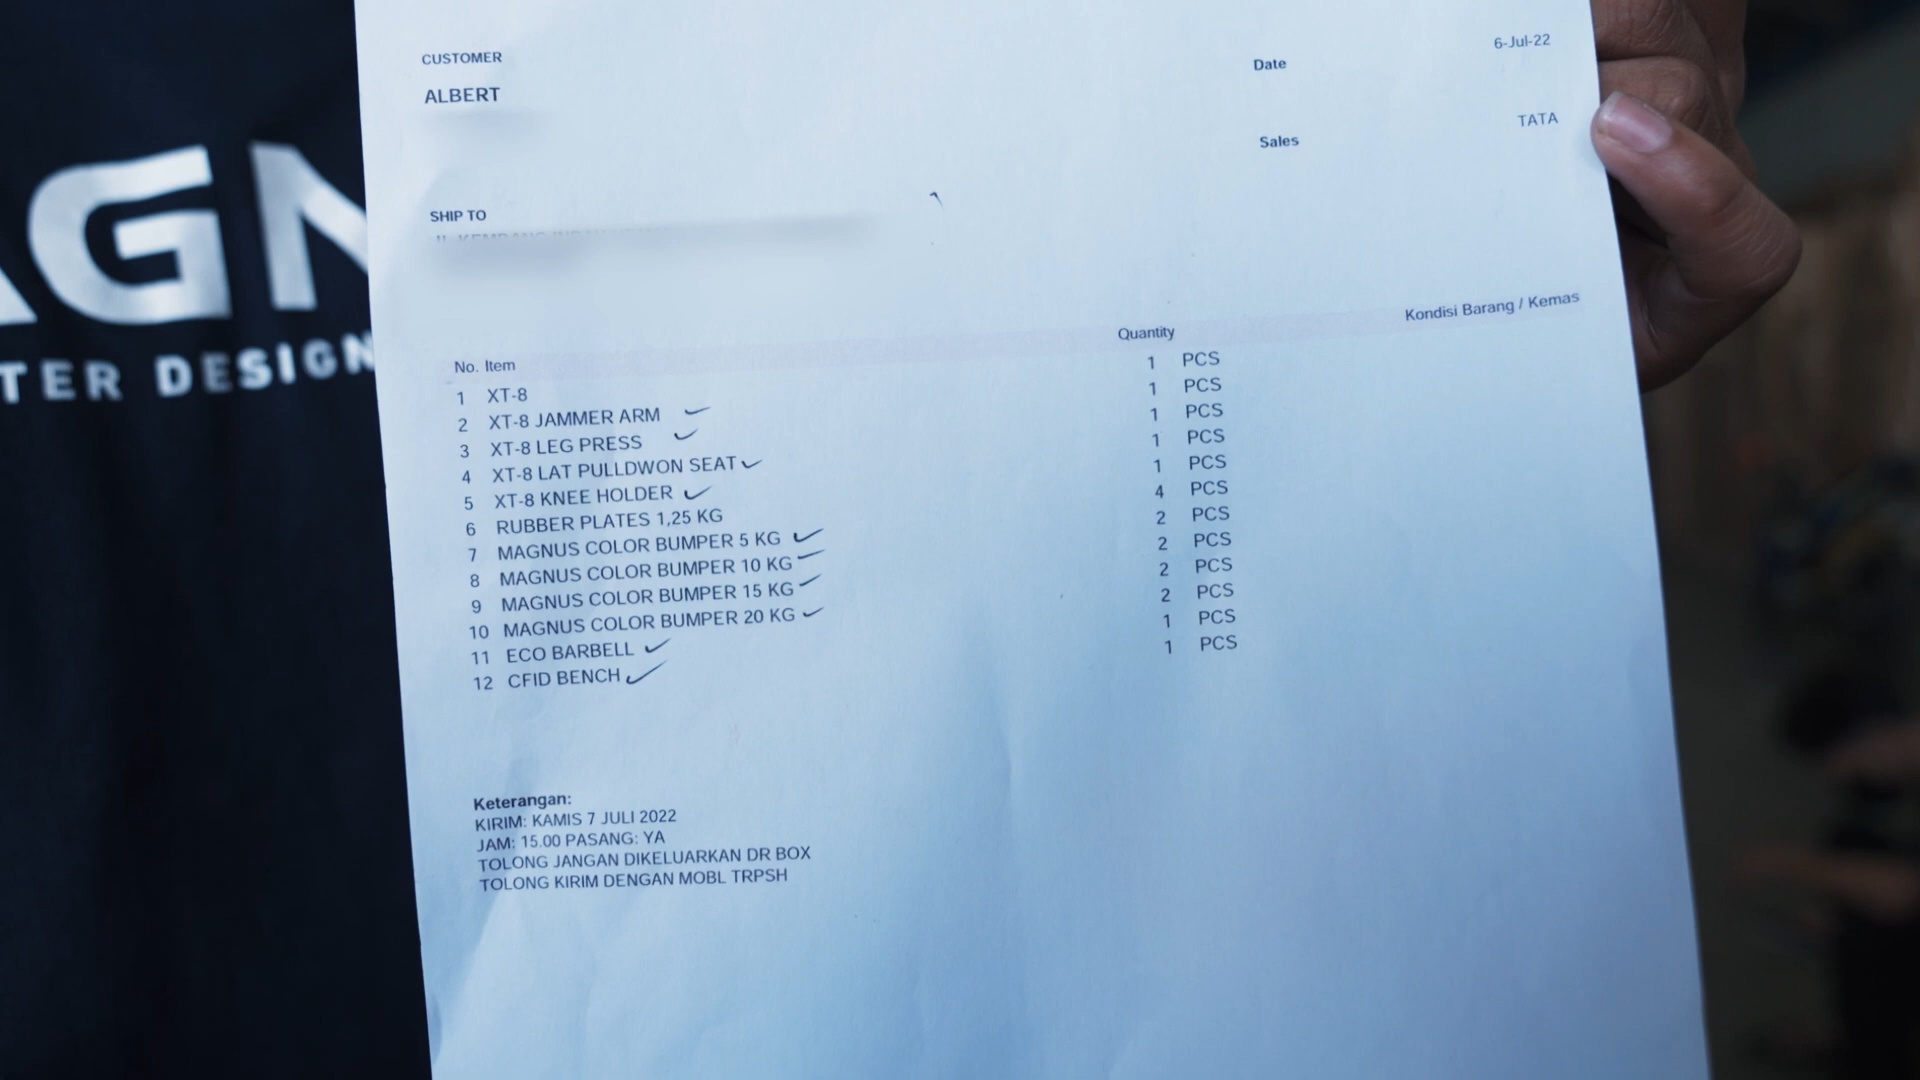 AGN
TER DESIGN
CUSTOMER
ALBERT
Date 6-Jul-22
Sales TATA
SHIP TO
No. Item Quantity Kondisi Barang / Kemas
1 XT-8 1 PCS
2 XT-8 JAMMER ARM 1 PCS
3 XT-8 LEG PRESS 1 PCS
4 XT-8 LAT PULLDWON SEAT 1 PCS
5 XT-8 KNEE HOLDER 1 PCS
6 RUBBER PLATES 1,25 KG 4 PCS
7 MAGNUS COLOR BUMPER 5 KG 2 PCS
8 MAGNUS COLOR BUMPER 10 KG 2 PCS
9 MAGNUS COLOR BUMPER 15 KG 2 PCS
10 MAGNUS COLOR BUMPER 20 KG 2 PCS
11 ECO BARBELL 1 PCS
12 CFID BENCH 1 PCS
Keterangan:
KIRIM: KAMIS 7 JULI 2022
JAM: 15.00 PASANG: YA
TOLONG JANGAN DIKELUARKAN DR BOX
TOLONG KIRIM DENGAN MOBL TRPSH